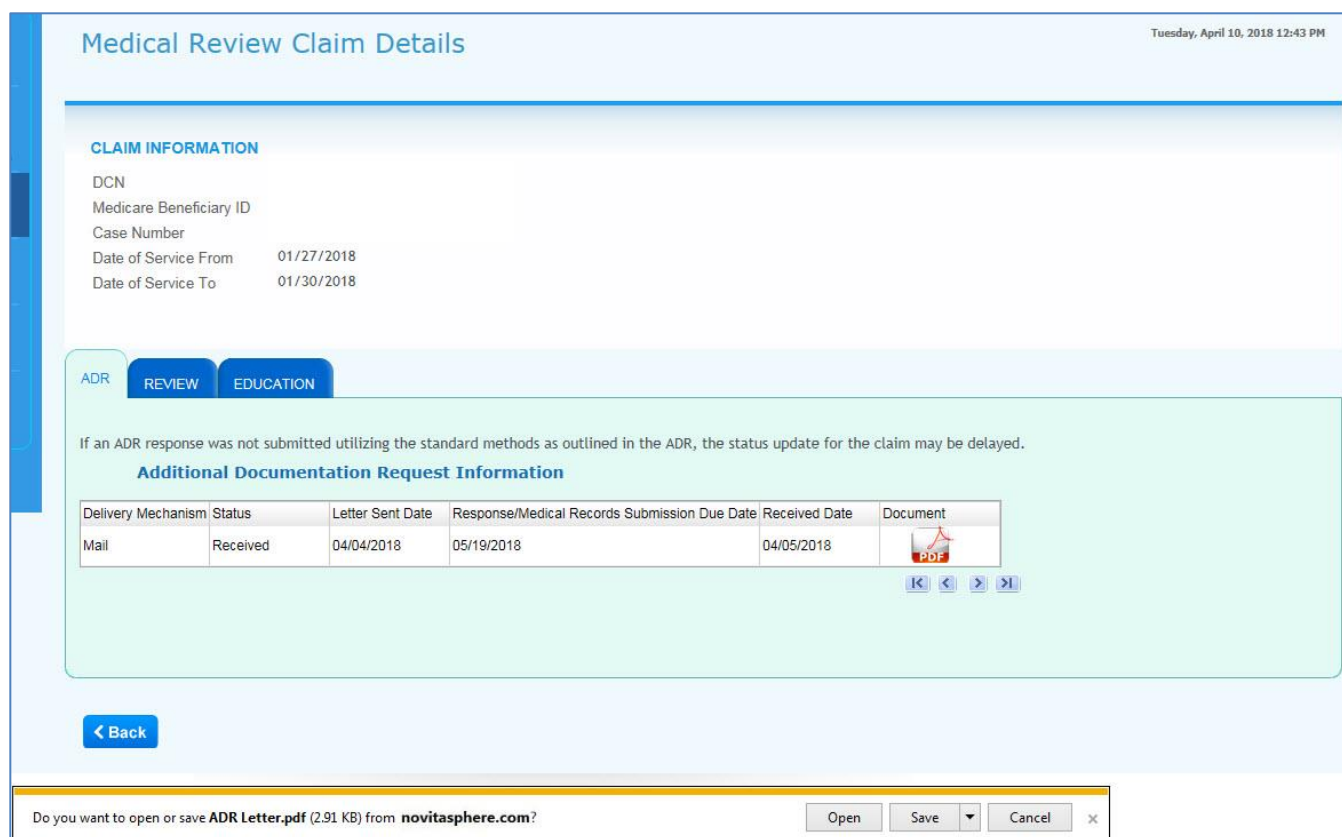 Medical Review Claim Details
Tuesday, April 10, 2018 12:43 PM
CLAIM INFORMATION
DCN
Medicare Beneficiary ID
Case Number
Date of Service From 01/27/2018
Date of Service To 01/30/2018
ADR REVIEW EDUCATION
If an ADR response was not submitted utilizing the standard methods as outlined in the ADR, the status update for the claim may be delayed.
Additional Documentation Request Information
Delivery Mechanism Status Letter Sent Date Response/Medical Records Submission Due Date Received Date Document
Mail Received 04/04/2018 05/19/2018 04/05/2018 PDF
Back
Do you want to open or save ADR Letter.pdf (2.91 KB) from novitasphere.com? Open Save Cancel